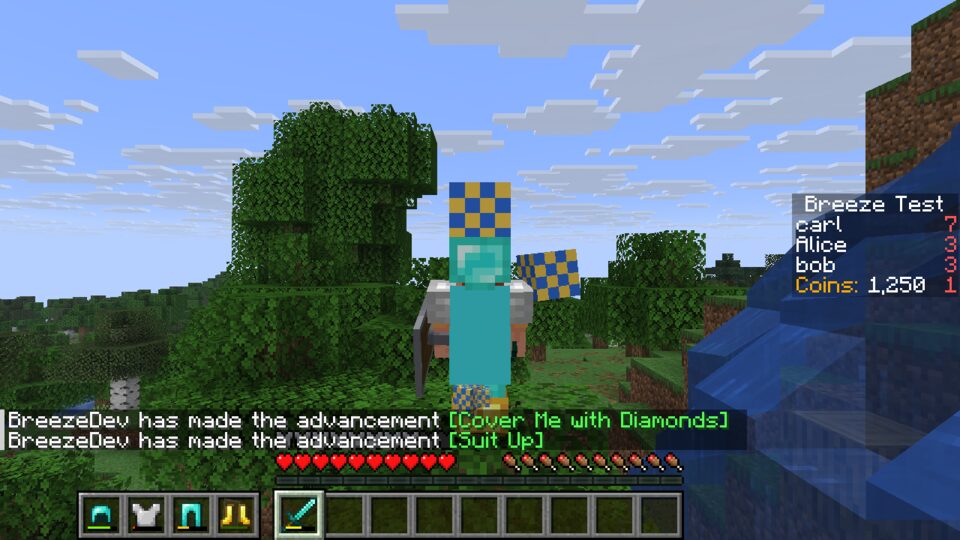 Breeze Test
carl 7
Alice 3
bob 3
Coins: 1,250 1
BreezeDev has made the advancement [Cover Me with Diamonds]
BreezeDev has made the advancement [Suit Up]